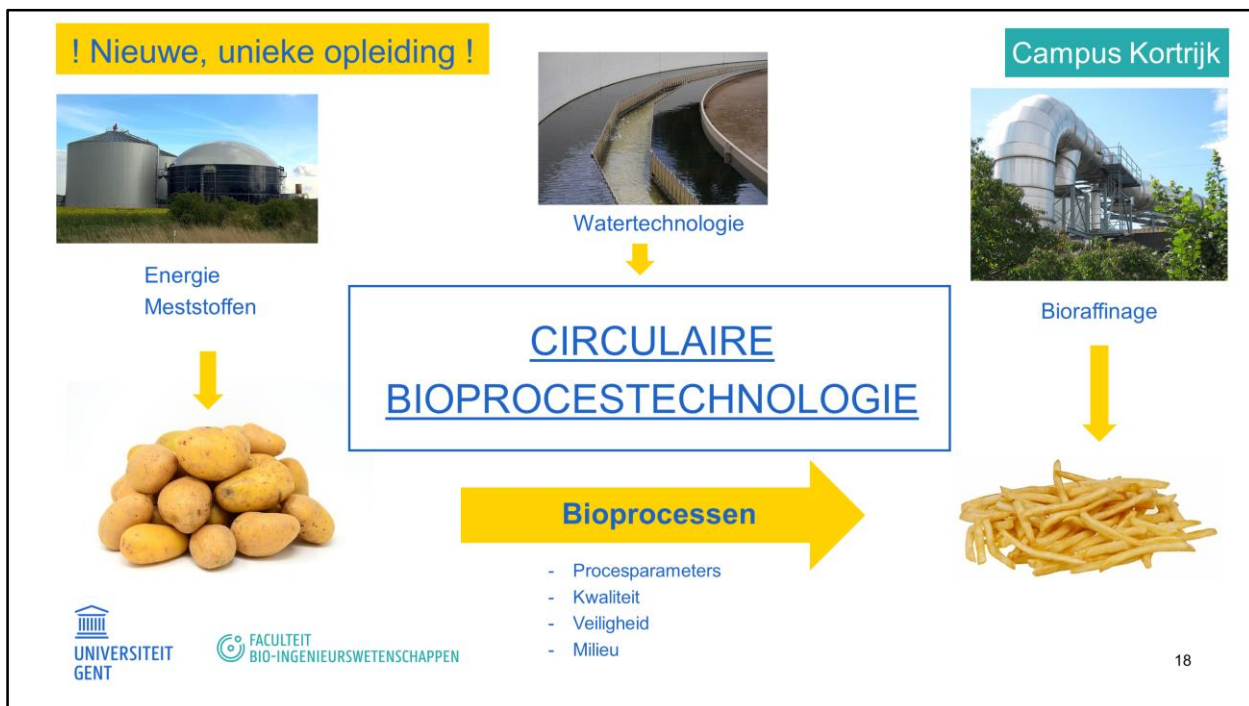 ! Nieuwe, unieke opleiding !
Campus Kortrijk
Watertechnologie
Energie
Meststoffen
Bioraffinage
CIRCULAIRE
BIOPROCESTECHNOLOGIE
Bioprocessen
- Procesparameters
- Kwaliteit
- Veiligheid
- Milieu
UNIVERSITEIT
GENT
FACULTEIT
BIO-INGENIEURSWETENSCHAPPEN
18